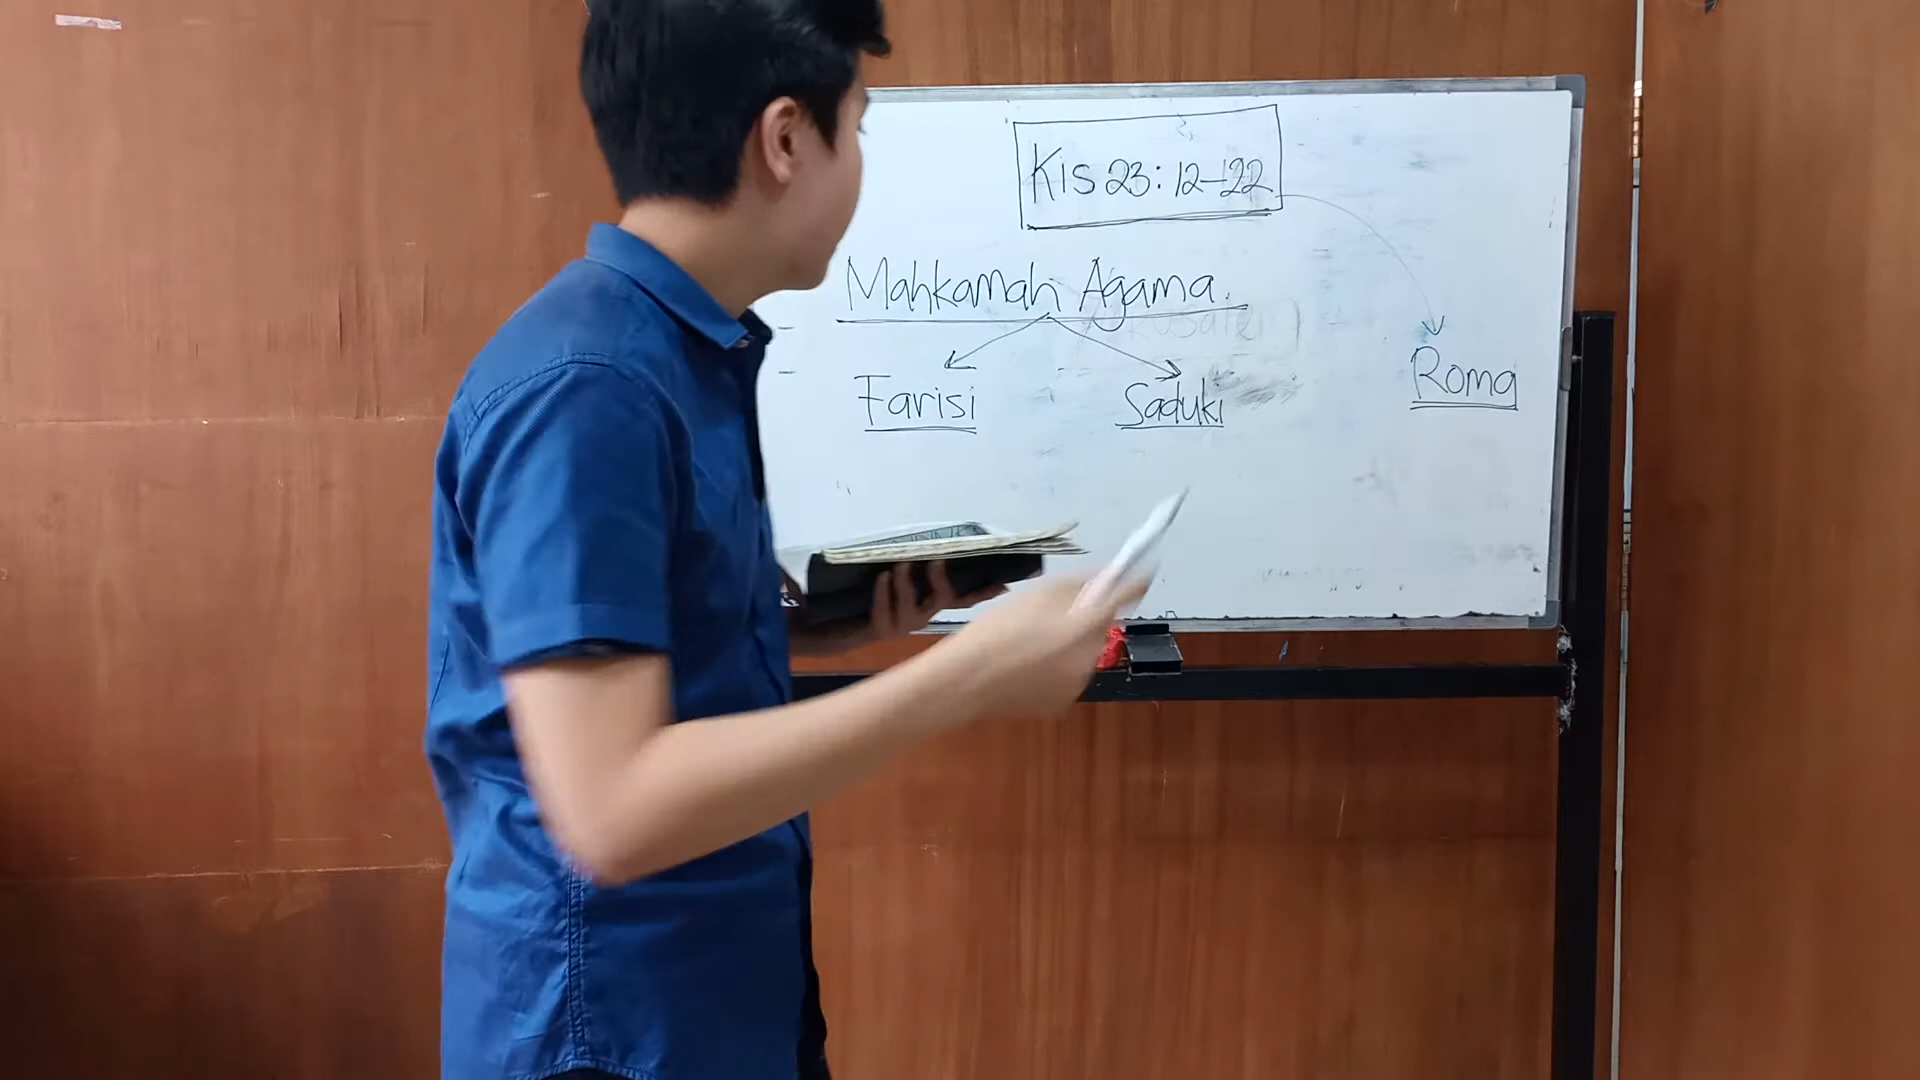 Kis 23:12-22
Mahkamah Agama.
Farisi
Saduki
Roma